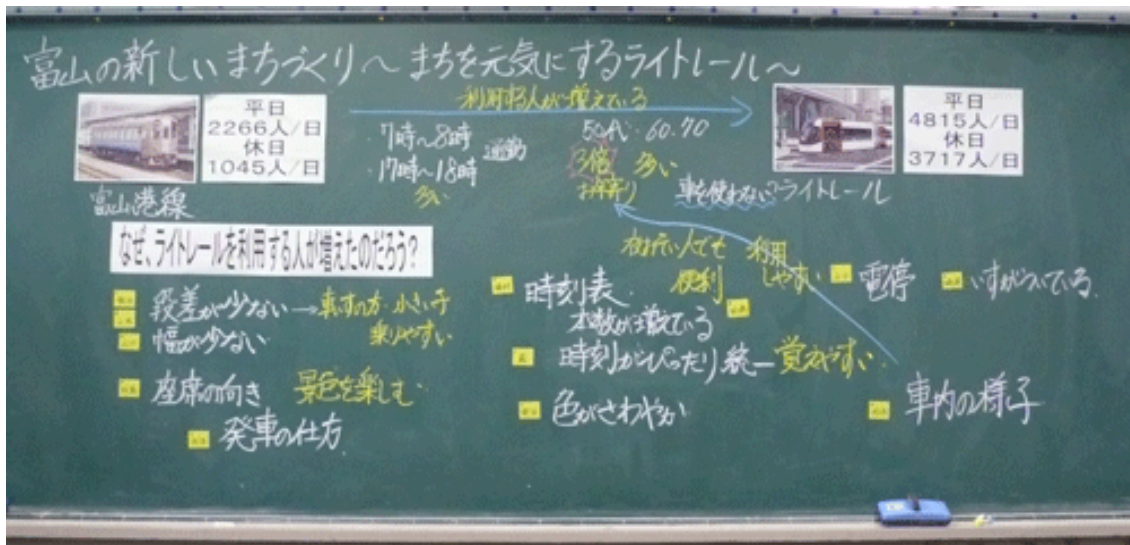 富山の新しいまちづくり〜まちを元気にするライトレール〜
平日
2266人/日
休日
1045人/日
富山港線
利用する人が増えている
・7時〜8時
・17時〜18時
通勤
多い
50代・60.70
3倍 多い
お年寄り
車を使わない?
平日
4815人/日
休日
3717人/日
ライトレール
なぜ、ライトレールを利用する人が増えたのだろう?
段差が少ない→車いすの方・小さい子
乗りやすい
幅が少ない
座席の向き 景色を楽しむ
発車の仕方
時刻表
本数が増えている
人でも
便利
利用
しやすい
時刻がぴったり統一 覚えやすい
色がさわやか
電停
いすがついている
車内の様子